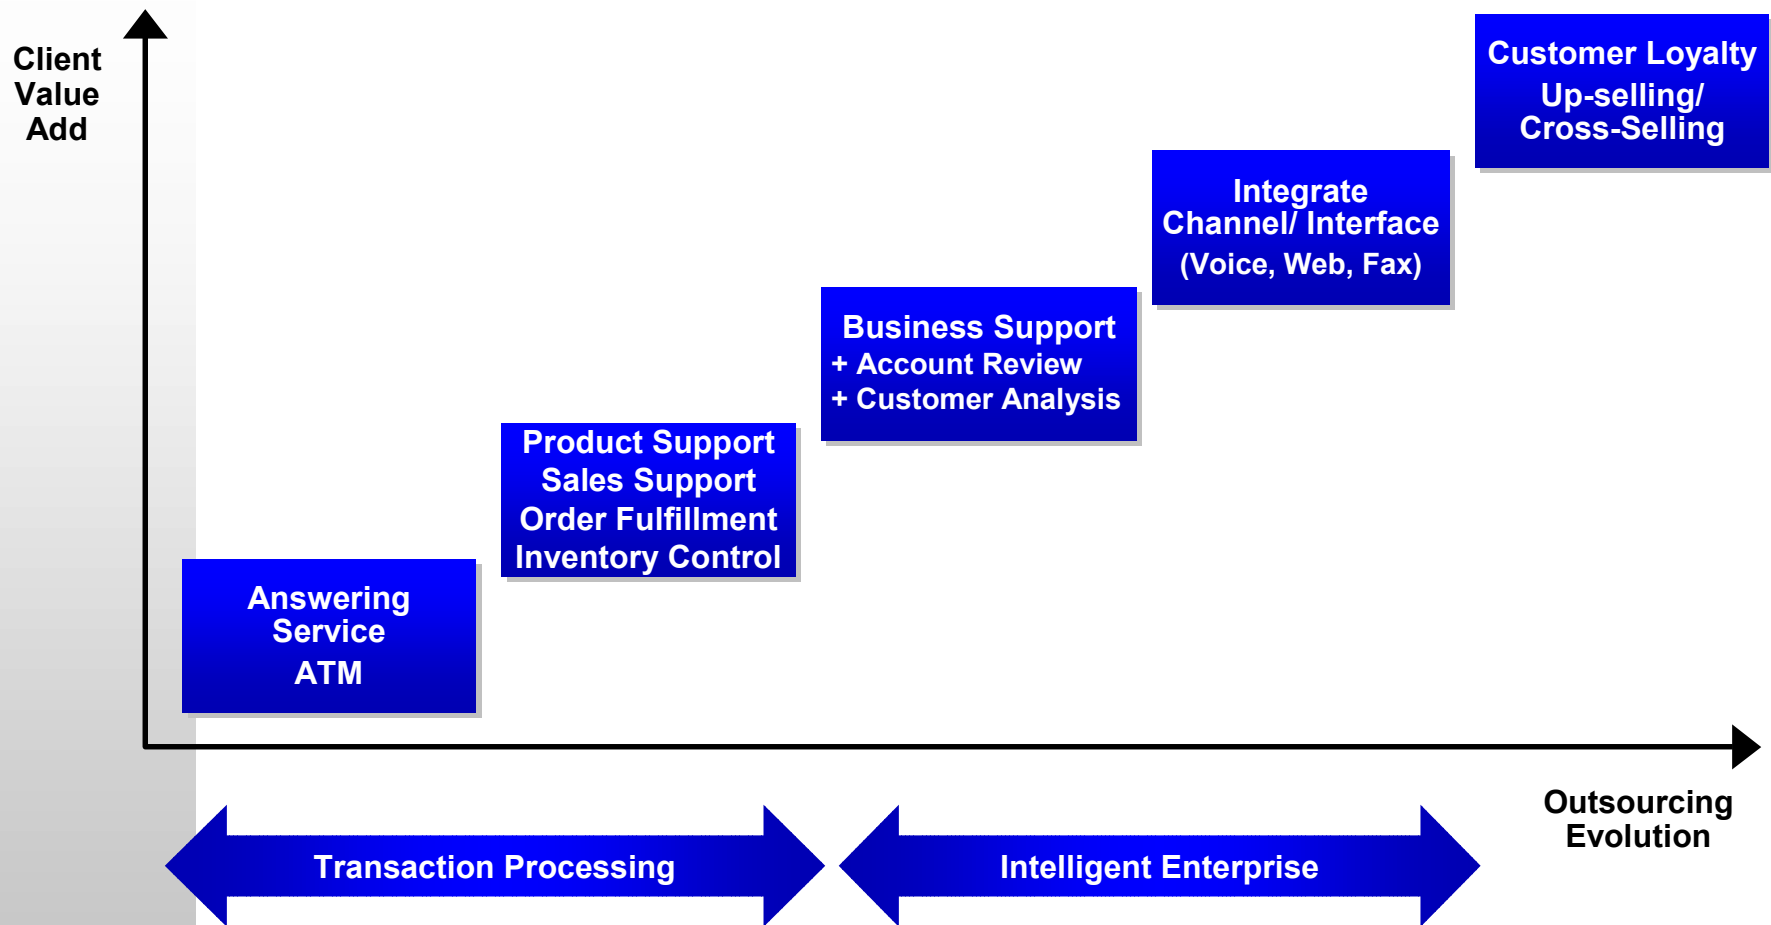 Client
Value
Add
Customer Loyalty
Up-selling/
Cross-Selling
Integrate
Channel/ Interface
(Voice, Web, Fax)
Business Support
+ Account Review
+ Customer Analysis
Product Support
Sales Support
Order Fulfillment
Inventory Control
Answering
Service
ATM
Outsourcing
Evolution
Transaction Processing
Intelligent Enterprise